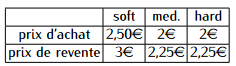 soft med. hard
prix d'achat 2,50€ 2€ 2€
prix de revente 3€ 2,25€ 2,25€